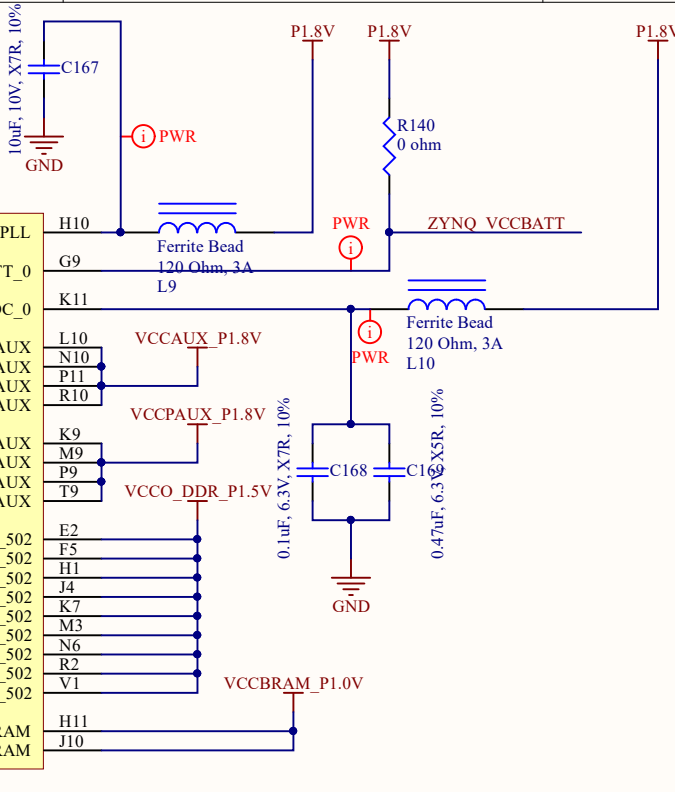 P1.8V
P1.8V
P1.8V
10uF, 10V, X7R, 10%
C167
GND
i PWR
R140
0 ohm
PLL
H10
Ferrite Bead
120 Ohm, 3A
L9
PWR
i
ZYNQ_VCCBATT
TT_0
G9
OC_0
K11
i
PWR
Ferrite Bead
120 Ohm, 3A
L10
AUX
L10
AUX
N10
AUX
P11
AUX
R10
VCCAUX_P1.8V
AUX
K9
AUX
M9
AUX
P9
AUX
T9
VCCPAUX_P1.8V
0.1uF, 6.3V, X7R, 10%
C168
C169
0.47uF, 6.3V, X5R, 10%
GND
VCCO_DDR_P1.5V
_502
E2
_502
F5
_502
H1
_502
J4
_502
K7
_502
M3
_502
N6
_502
R2
_502
V1
VCCBRAM_P1.0V
RAM
H11
RAM
J10